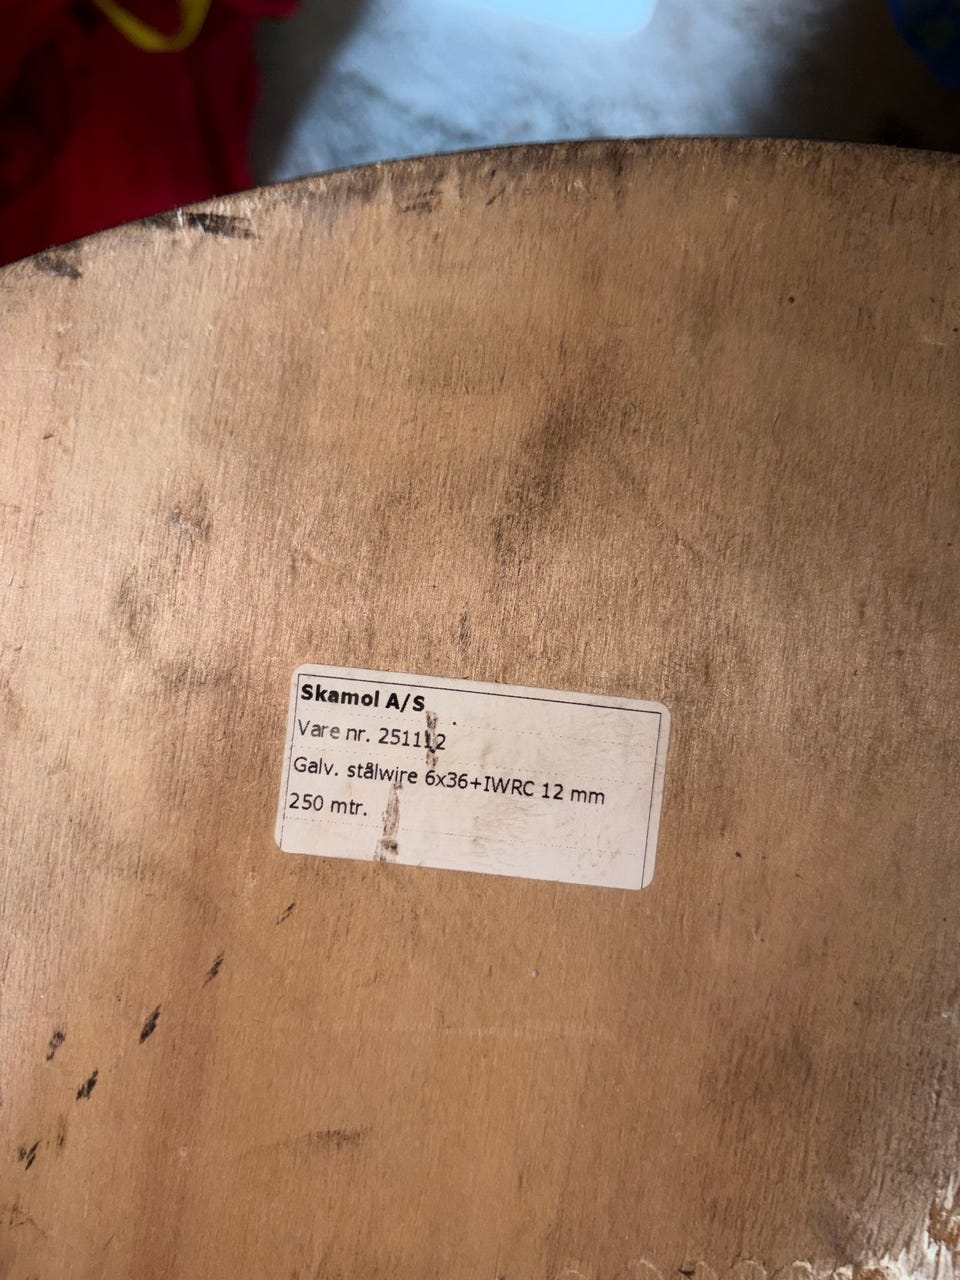 Skamol A/S
Vare nr. 251112
Galv. stålwire 6x36+IWRC 12 mm
250 mtr.